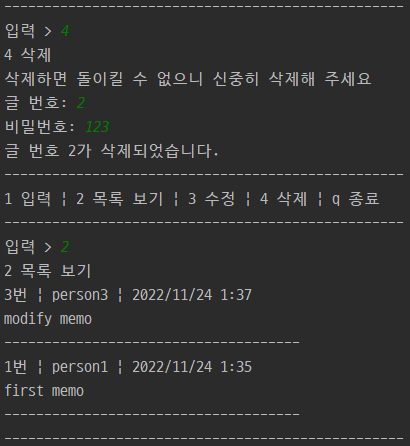 --------------------------------------------------
입력 > 4
4 삭제
삭제하면 돌이킬 수 없으니 신중히 삭제해 주세요
글 번호: 2
비밀번호: 123
글 번호 2가 삭제되었습니다.
--------------------------------------------------
1 입력 ¦ 2 목록 보기 ¦ 3 수정 ¦ 4 삭제 ¦ q 종료
--------------------------------------------------
입력 > 2
2 목록 보기
3번 ¦ person3 ¦ 2022/11/24 1:37
modify memo
-------------------------------------
1번 ¦ person1 ¦ 2022/11/24 1:35
first memo
-------------------------------------
--------------------------------------------------